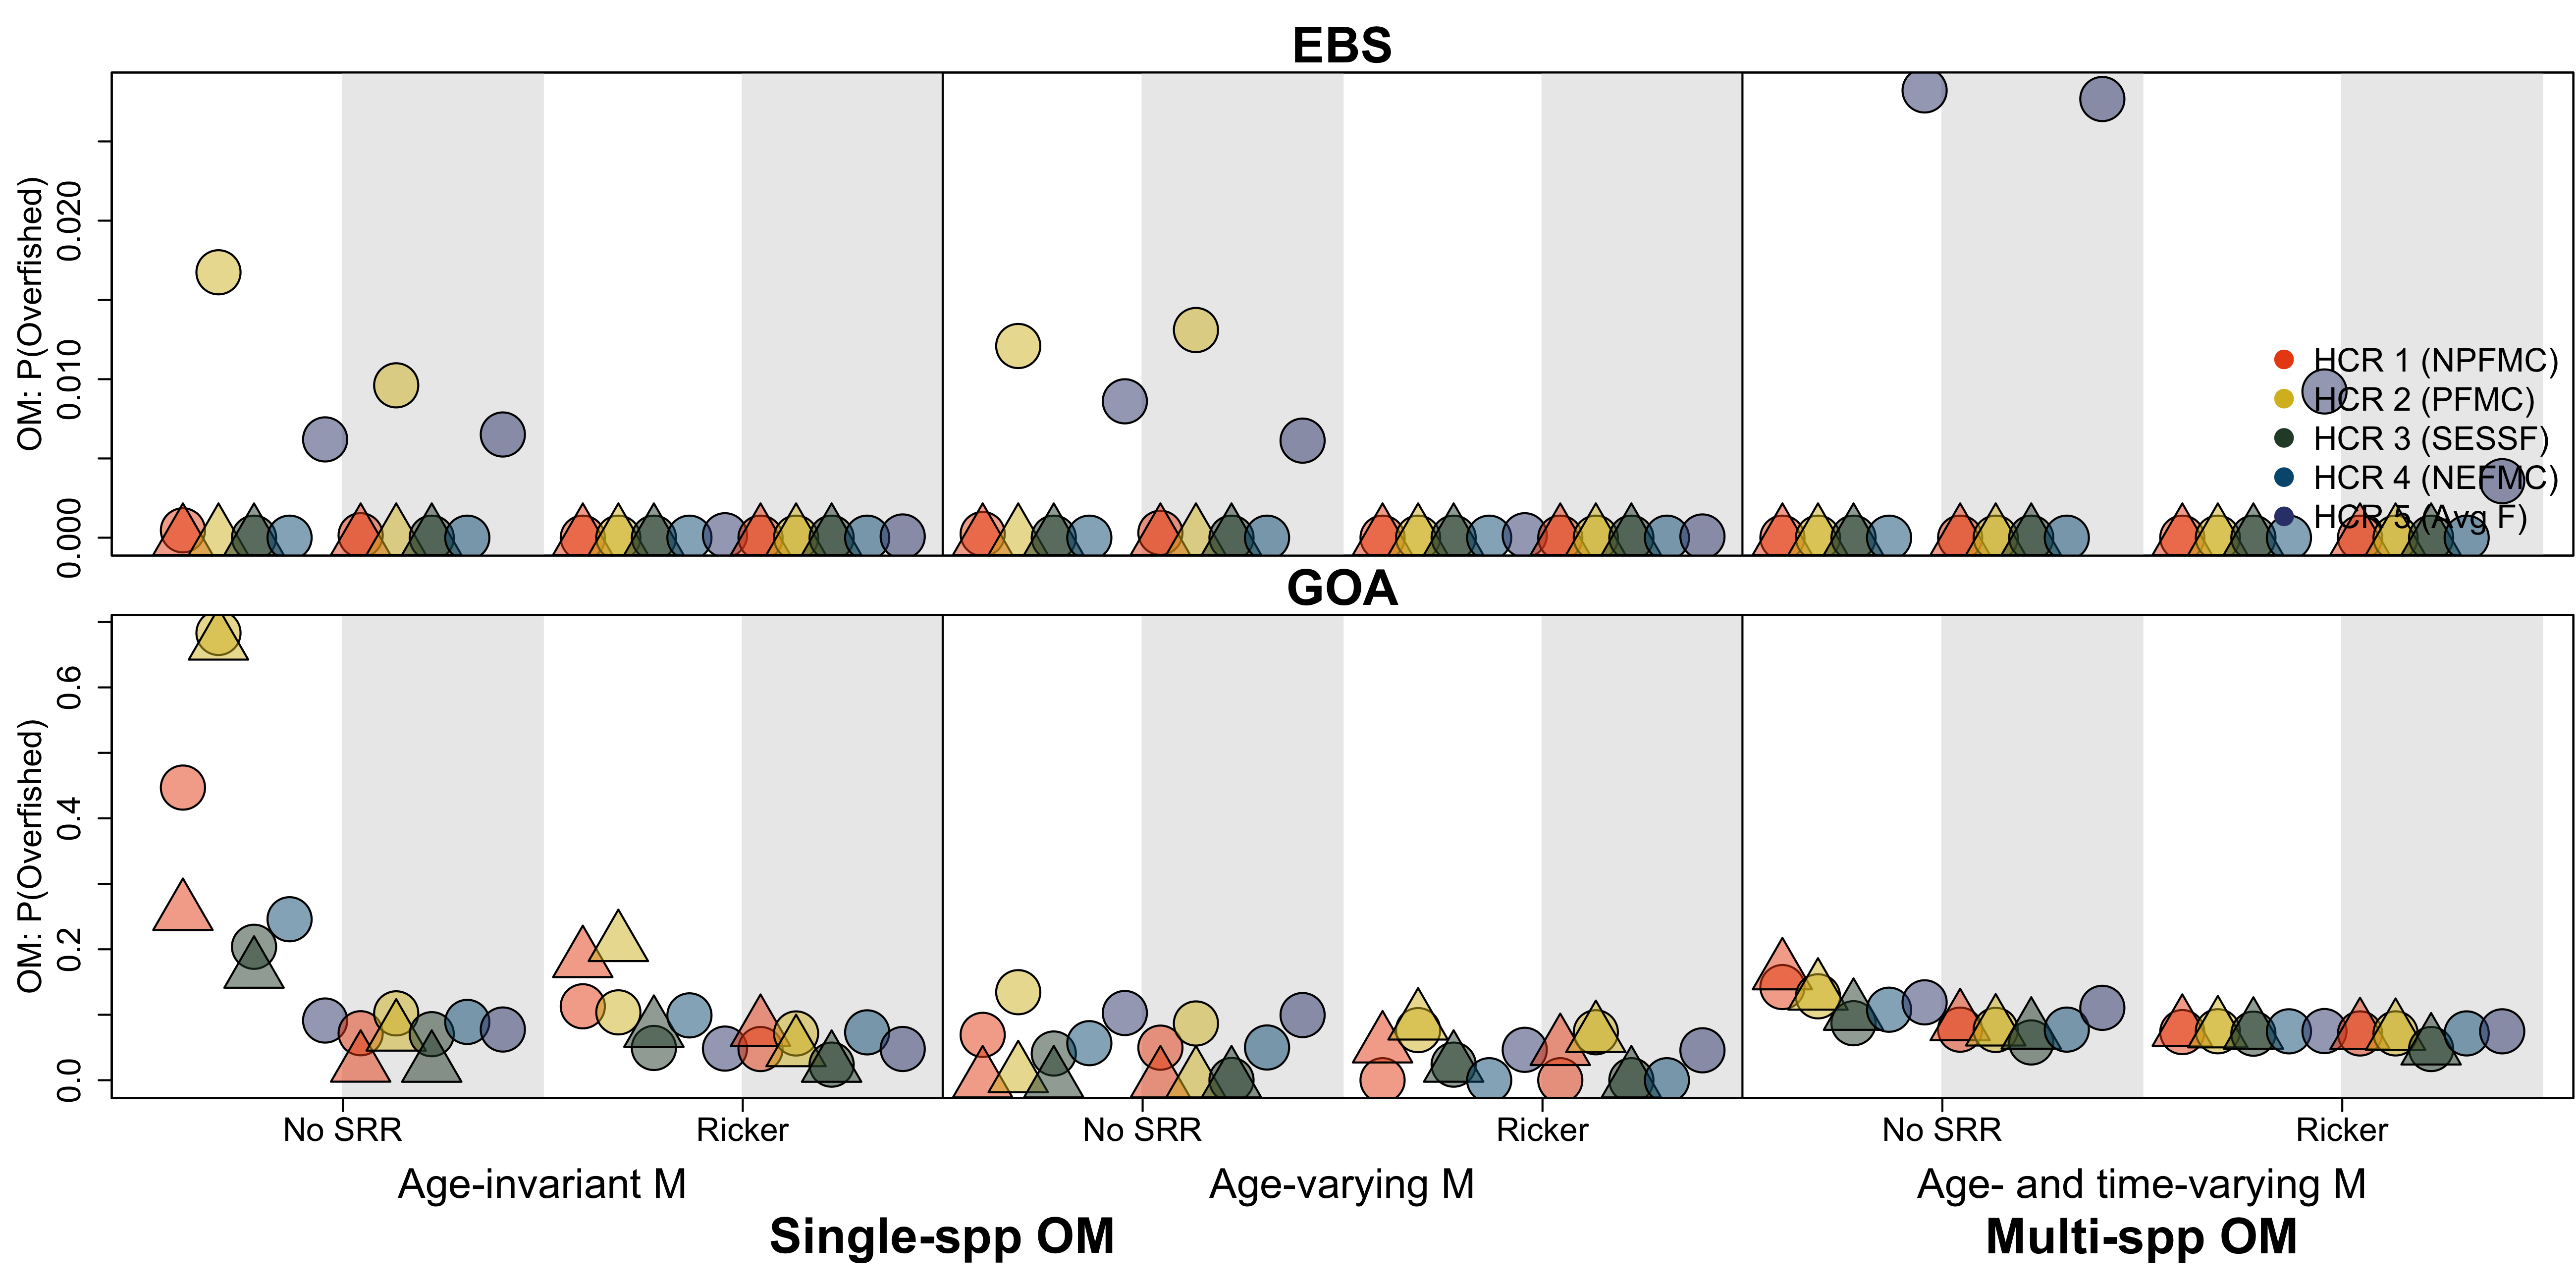 EBS
OM: P(Overfished)
0.020
0.010
0.000
HCR 1 (NPFMC)
HCR 2 (PFMC)
HCR 3 (SESSF)
HCR 4 (NEFMC)
HCR 5 (Avg F)
GOA
OM: P(Overfished)
0.6
0.4
0.2
0.0
No SRR Ricker No SRR Ricker No SRR Ricker
Age-invariant M Age-varying M Age- and time-varying M
Single-spp OM Multi-spp OM